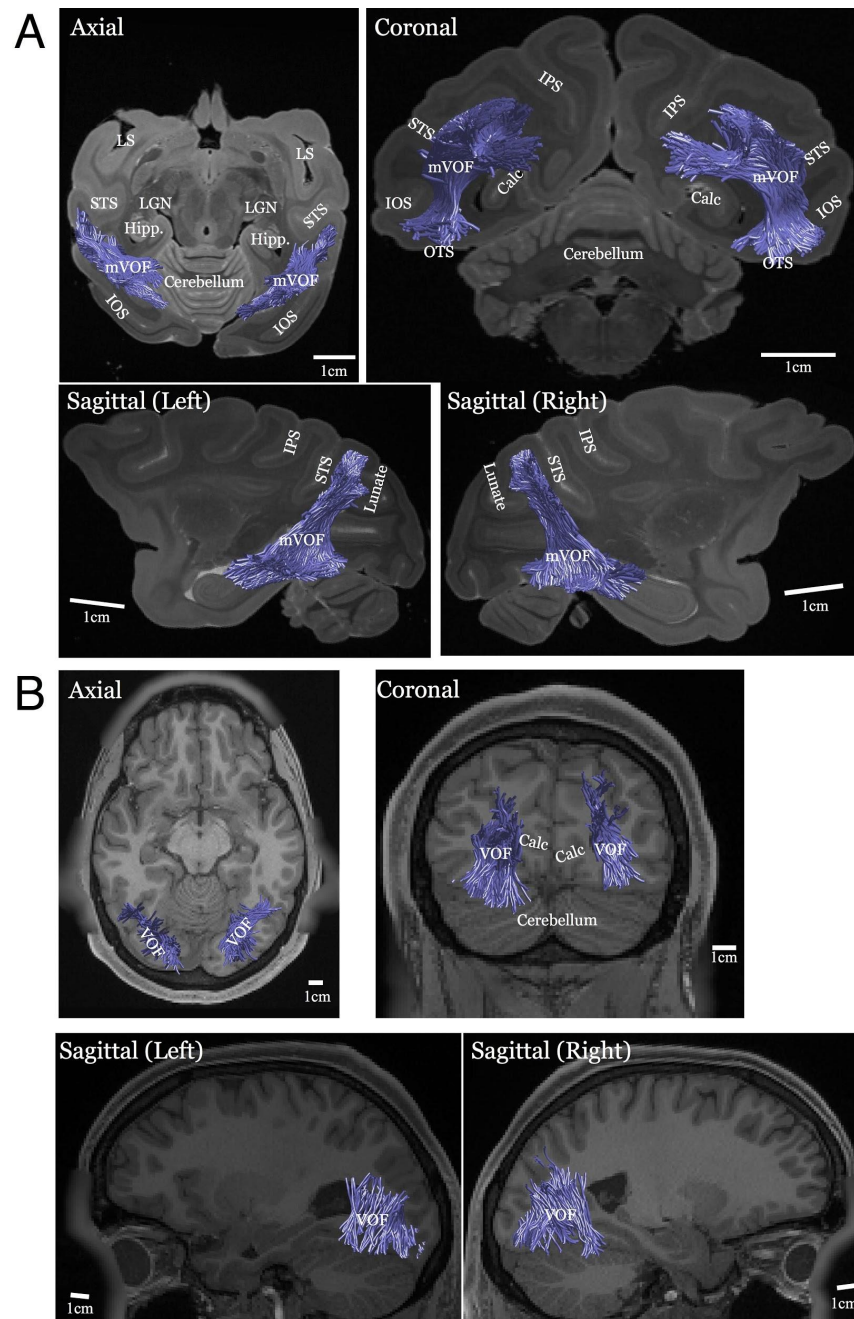 A
Axial
LS
LS
STS
LGN
LGN
STS
Hipp.
Hipp.
mVOF
Cerebellum
mVOF
IOS
IOS
1cm
Coronal
IPS
IPS
STS
STS
mVOF
mVOF
Calc
Calc
IOS
IOS
OTS
OTS
Cerebellum
1cm
Sagittal (Left)
IPS
STS
Lunate
mVOF
1cm
Sagittal (Right)
IPS
STS
Lunate
mVOF
1cm
B
Axial
VOF
VOF
1cm
Coronal
VOF
Calc
Calc
VOF
Cerebellum
1cm
Sagittal (Left)
VOF
1cm
Sagittal (Right)
VOF
1cm